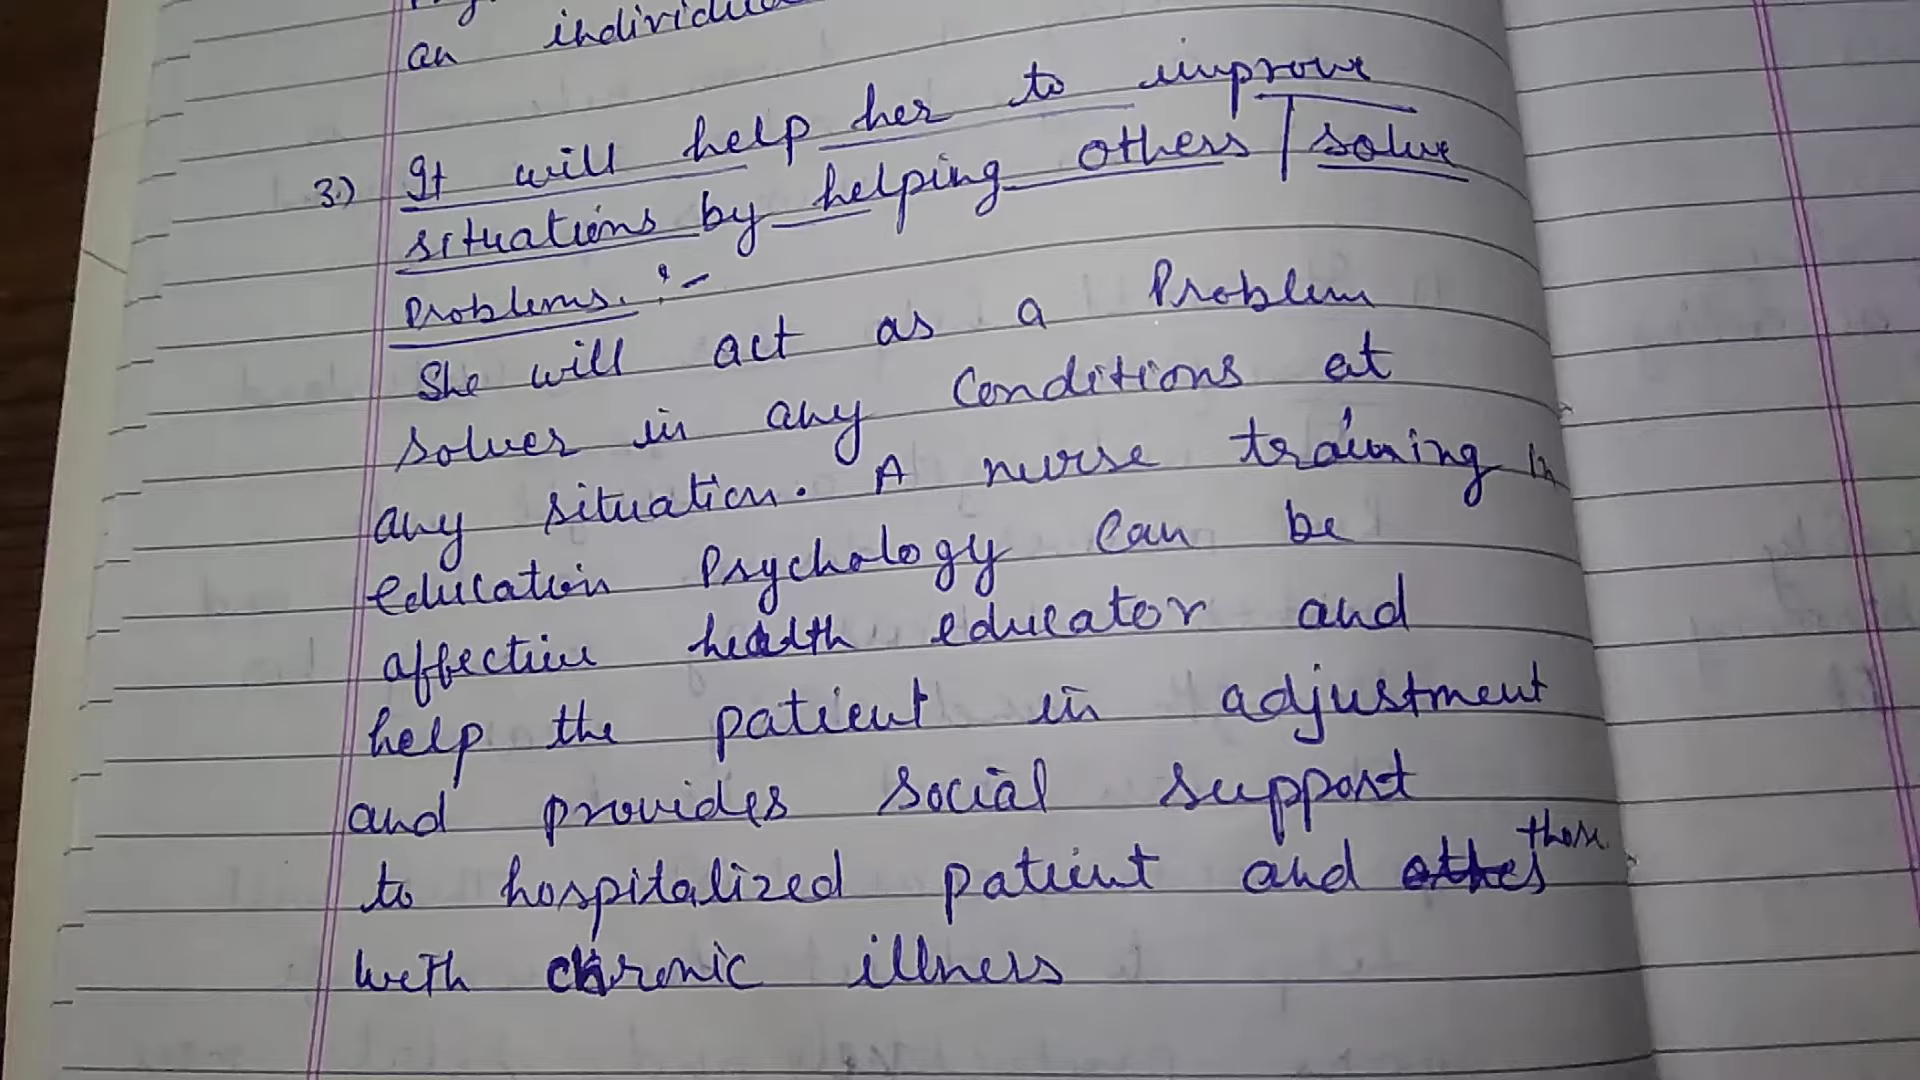 an individual
3.) It will help her to improve
situations by helping others / solve
Problems. :-
She will act as a Problem
solver in any Conditions at
any situation. A nurse training in
education Psychology can be
affective health educator and
help the patient in adjustment
and provides social support
to hospitalized patient and those
with chronic illness